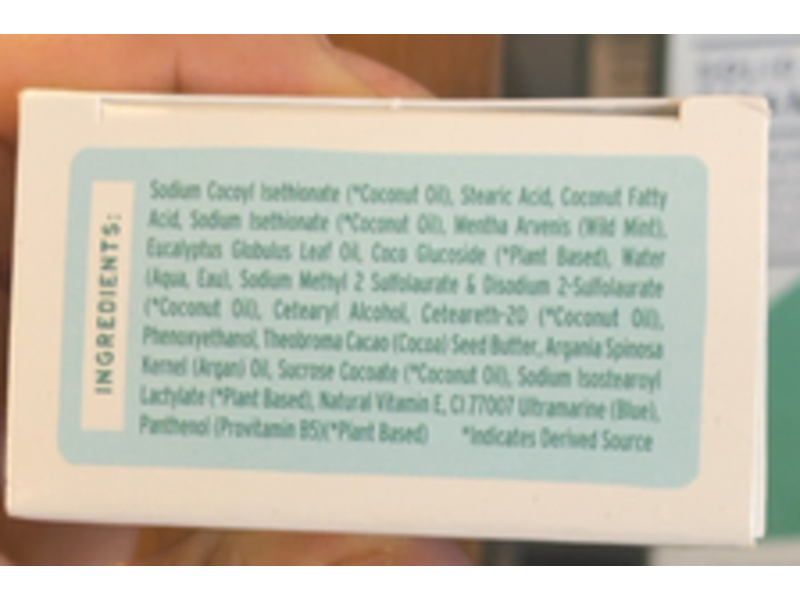 INGREDIENTS:
Sodium Cocoyl Isethionate (*Coconut Oil), Stearic Acid, Coconut Fatty
Acid, Sodium Isethionate (*Coconut Oil), Mentha Arvenis (Wild Mint),
Eucalyptus Globulus Leaf Oil, Coco Glucoside (*Plant Based), Water
(Aqua, Eau), Sodium Methyl 2 Sulfolaurate & Disodium 2-Sulfolaurate
(*Coconut Oil), Cetearyl Alcohol, Ceteareth-20 (*Coconut Oil),
Phenoxyethanol, Theobroma Cacao (Cocoa) Seed Butter, Argania Spinosa
Kernel (Argan) Oil, Sucrose Cocoate (*Coconut Oil), Sodium Isostearoyl
Lactylate (*Plant Based), Natural Vitamin E, CI 77007 Ultramarine (Blue),
Panthenol (Provitamin B5)(*Plant Based) *Indicates Derived Source